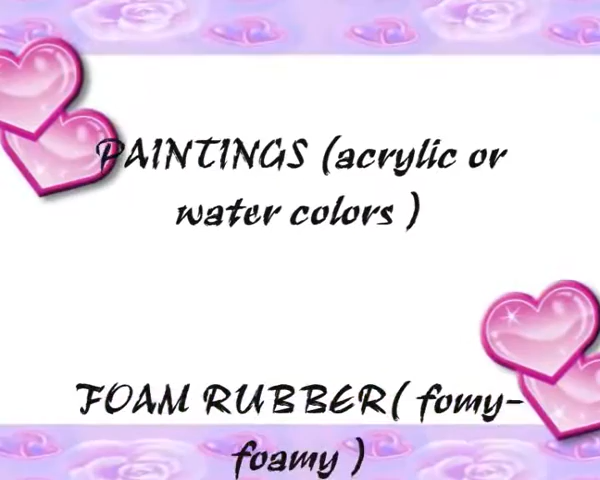 PAINTINGS (acrylic or
water colors )
FOAM RUBBER( fomy-
foamy )